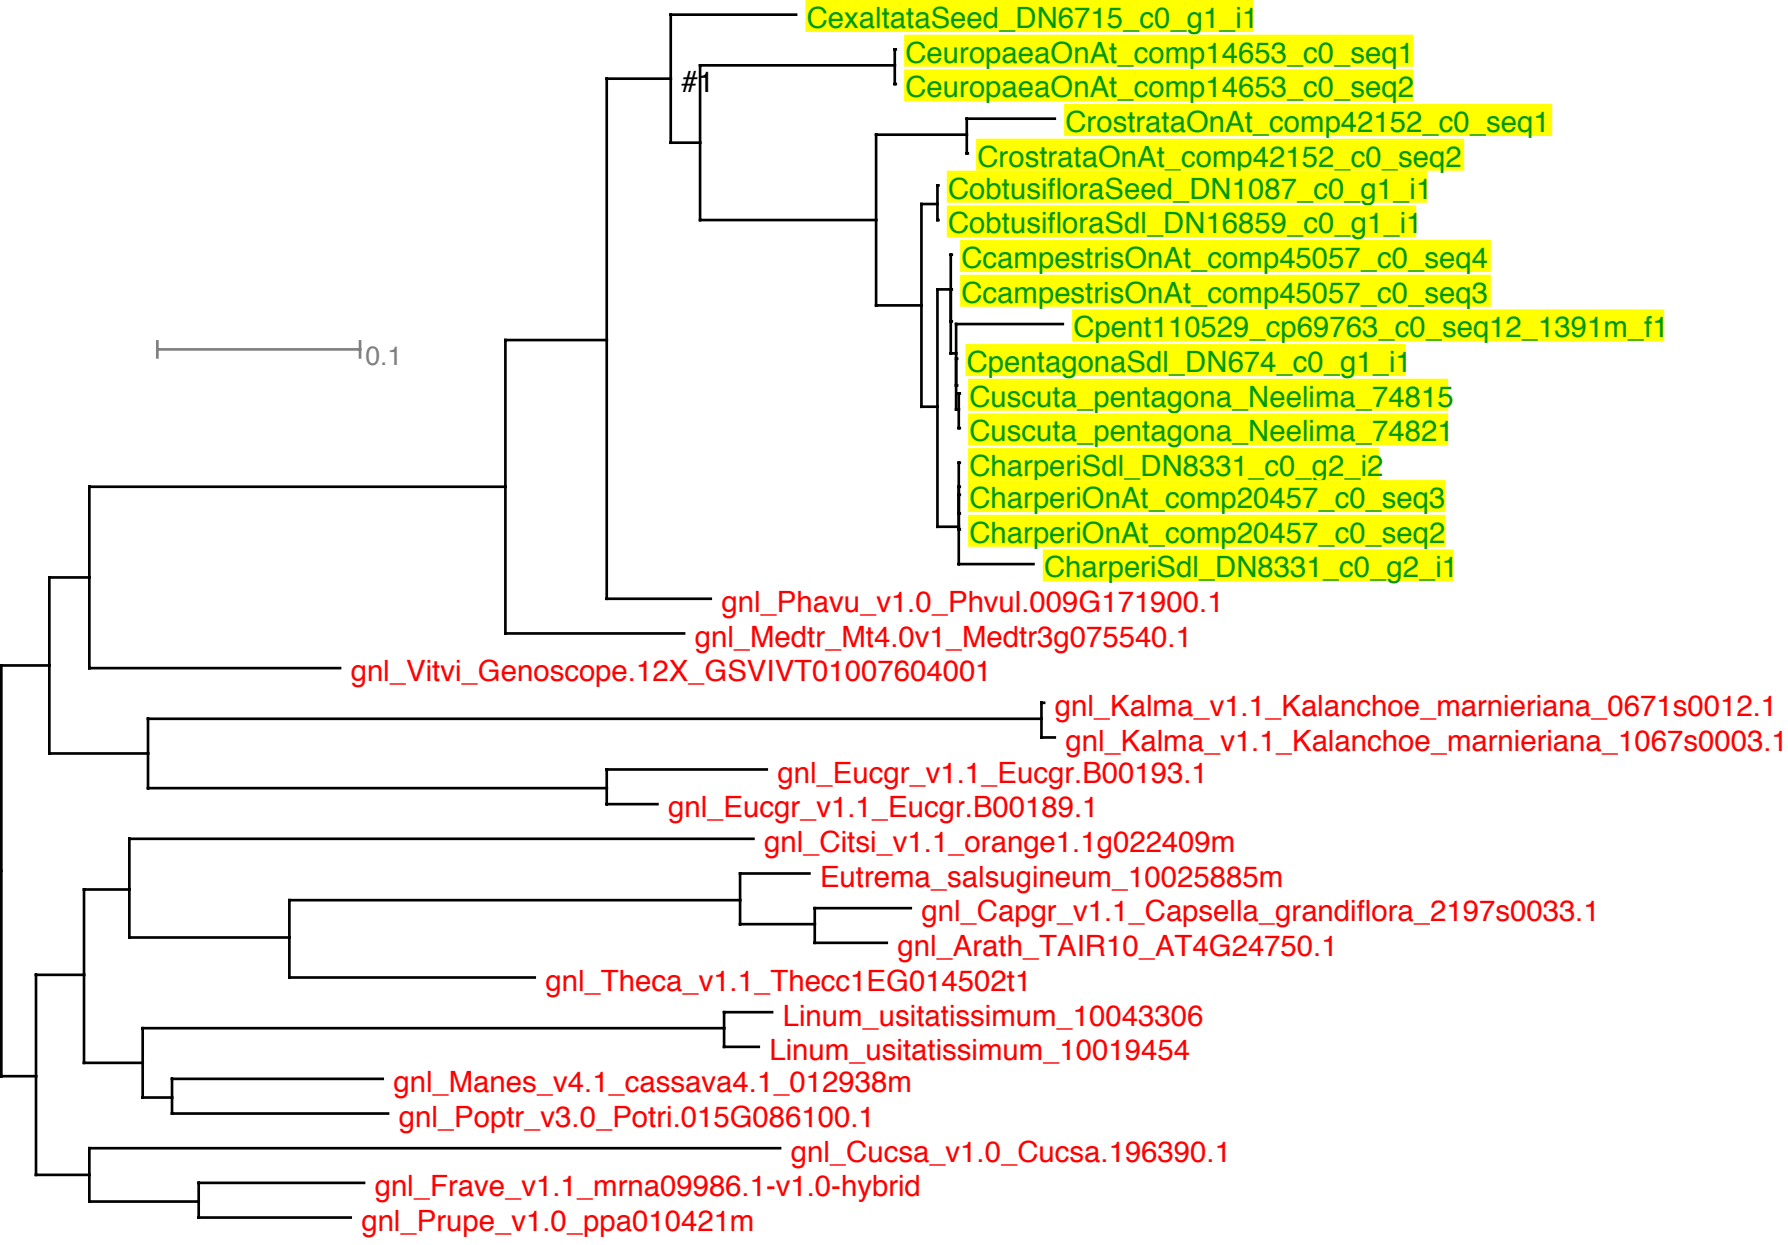 CexaltataSeed_DN6715_c0_g1_i1
CeuropaeaOnAt_comp14653_c0_seq1
#1
CeuropaeaOnAt_comp14653_c0_seq2
CrostrataOnAt_comp42152_c0_seq1
CrostrataOnAt_comp42152_c0_seq2
CobtusifloraSeed_DN1087_c0_g1_i1
CobtusifloraSdl_DN16859_c0_g1_i1
CcampestrisOnAt_comp45057_c0_seq4
CcampestrisOnAt_comp45057_c0_seq3
Cpent110529_cp69763_c0_seq12_1391m_f1
0.1
CpentagonaSdl_DN674_c0_g1_i1
Cuscuta_pentagona_Neelima_74815
Cuscuta_pentagona_Neelima_74821
CharperiSdl_DN8331_c0_g2_i2
CharperiOnAt_comp20457_c0_seq3
CharperiOnAt_comp20457_c0_seq2
CharperiSdl_DN8331_c0_g2_i1
gnl_Phavu_v1.0_Phvul.009G171900.1
gnl_Medtr_Mt4.0v1_Medtr3g075540.1
gnl_Vitvi_Genoscope.12X_GSVIVT01007604001
gnl_Kalma_v1.1_Kalanchoe_marnieriana_0671s0012.1
gnl_Kalma_v1.1_Kalanchoe_marnieriana_1067s0003.1
gnl_Eucgr_v1.1_Eucgr.B00193.1
gnl_Eucgr_v1.1_Eucgr.B00189.1
gnl_Citsi_v1.1_orange1.1g022409m
Eutrema_salsugineum_10025885m
gnl_Capgr_v1.1_Capsella_grandiflora_2197s0033.1
gnl_Arath_TAIR10_AT4G24750.1
gnl_Theca_v1.1_Thecc1EG014502t1
Linum_usitatissimum_10043306
Linum_usitatissimum_10019454
gnl_Manes_v4.1_cassava4.1_012938m
gnl_Poptr_v3.0_Potri.015G086100.1
gnl_Cucsa_v1.0_Cucsa.196390.1
gnl_Frave_v1.1_mrna09986.1-v1.0-hybrid
gnl_Prupe_v1.0_ppa010421m